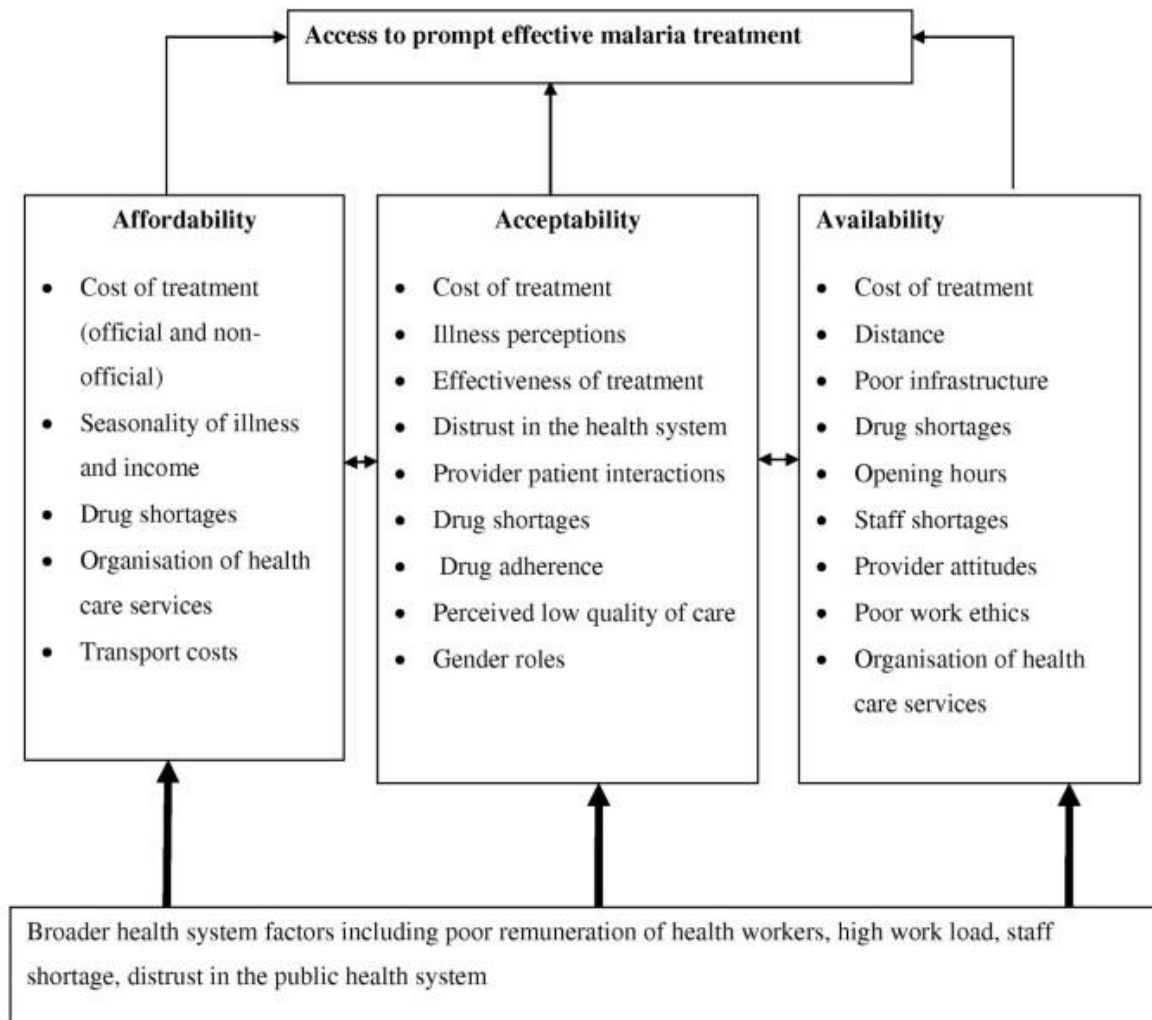 Access to prompt effective malaria treatment
Affordability
• Cost of treatment
(official and non-
official)
• Seasonality of illness
and income
• Drug shortages
• Organisation of health
care services
• Transport costs
Acceptability
• Cost of treatment
• Illness perceptions
• Effectiveness of treatment
• Distrust in the health system
• Provider patient interactions
• Drug shortages
• Drug adherence
• Perceived low quality of care
• Gender roles
Availability
• Cost of treatment
• Distance
• Poor infrastructure
• Drug shortages
• Opening hours
• Staff shortages
• Provider attitudes
• Poor work ethics
• Organisation of health
care services
Broader health system factors including poor remuneration of health workers, high work load, staff
shortage, distrust in the public health system